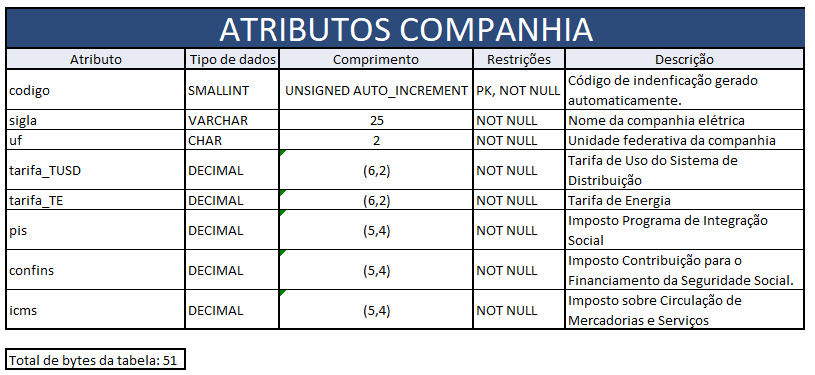 ATRIBUTOS COMPANHIA
Atributo Tipo de dados Comprimento Restrições Descrição
codigo SMALLINT UNSIGNED AUTO_INCREMENT PK, NOT NULL Código de indenficação gerado
automaticamente.
sigla VARCHAR 25 NOT NULL Nome da companhia elétrica
uf CHAR 2 NOT NULL Unidade federativa da companhia
tarifa_TUSD DECIMAL (6,2) NOT NULL Tarifa de Uso do Sistema de
Distribuição
tarifa_TE DECIMAL (6,2) NOT NULL Tarifa de Energia
pis DECIMAL (5,4) NOT NULL Imposto Programa de Integração
Social
confins DECIMAL (5,4) NOT NULL Imposto Contribuição para o
Financiamento da Seguridade Social.
icms DECIMAL (5,4) NOT NULL Imposto sobre Circulação de
Mercadorias e Serviços
Total de bytes da tabela: 51